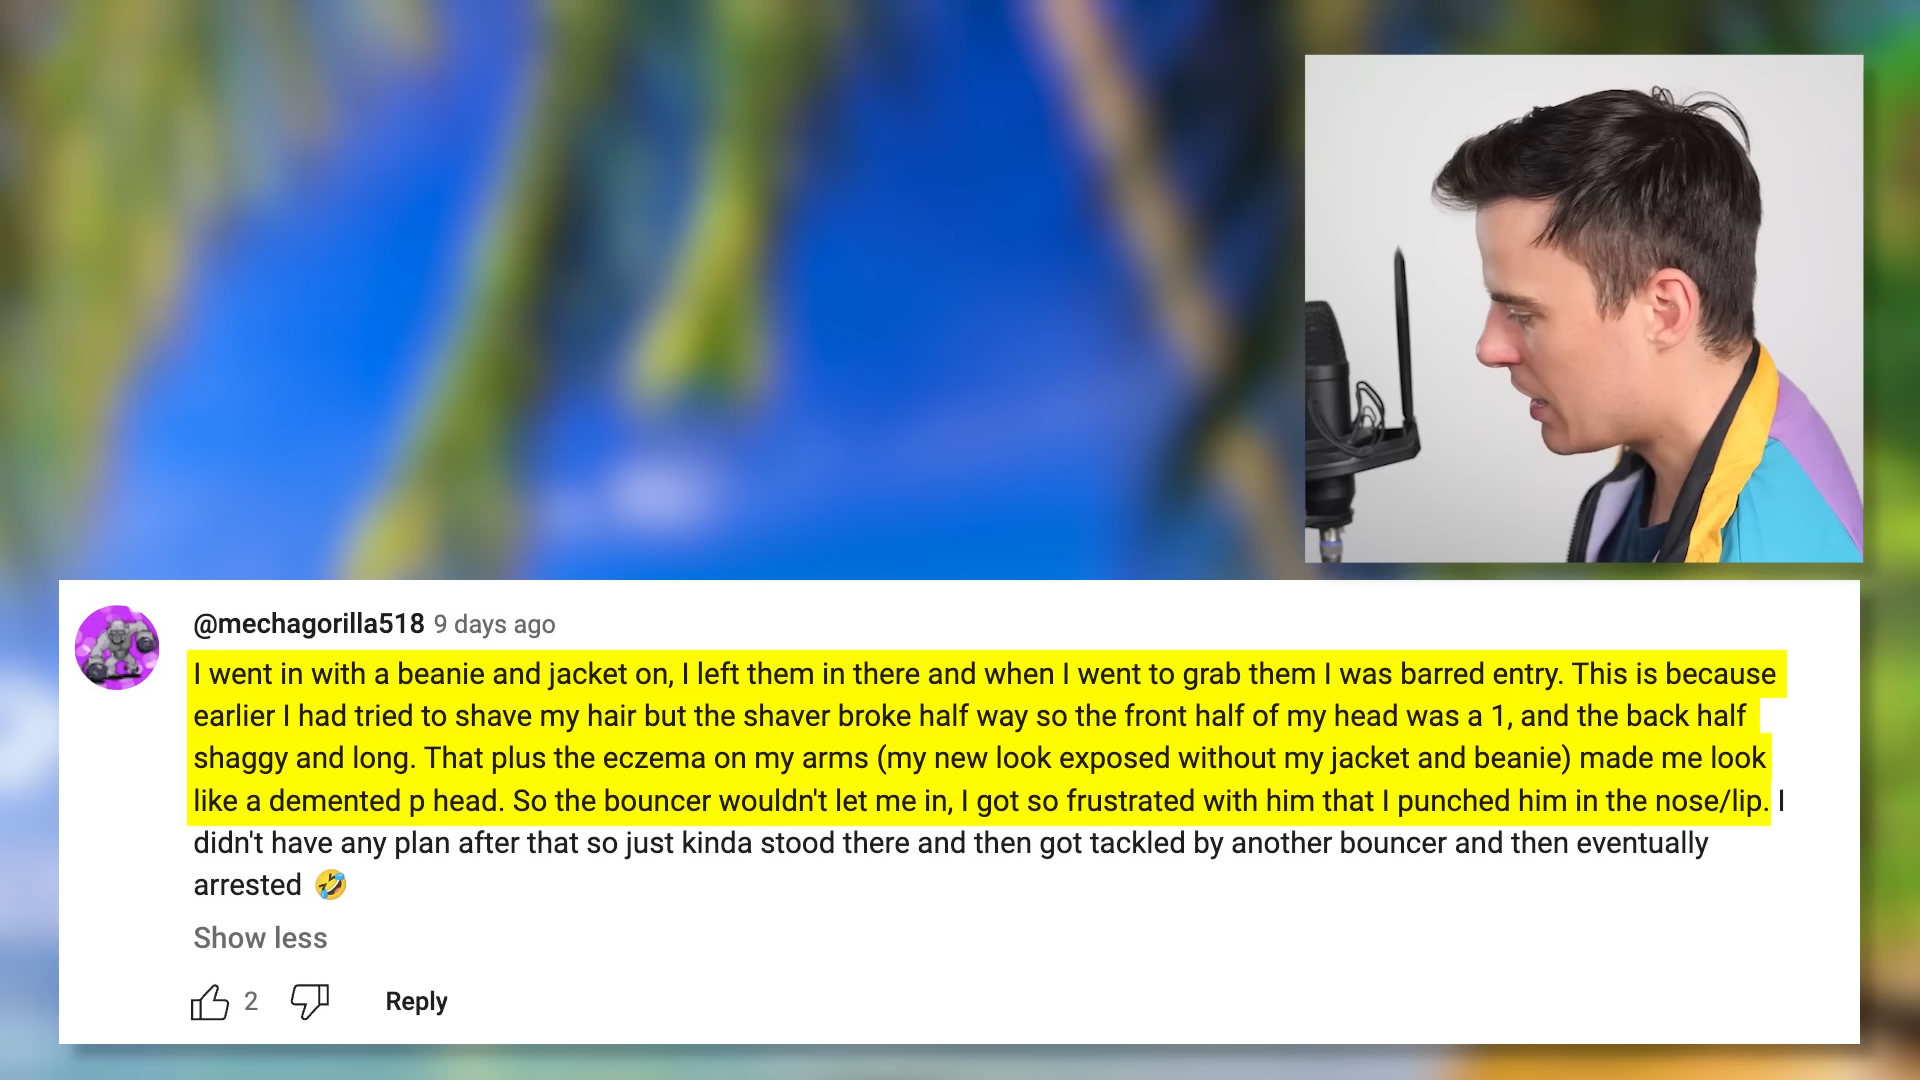 @mechagorilla518 9 days ago
I went in with a beanie and jacket on, I left them in there and when I went to grab them I was barred entry. This is because
earlier I had tried to shave my hair but the shaver broke half way so the front half of my head was a 1, and the back half
shaggy and long. That plus the eczema on my arms (my new look exposed without my jacket and beanie) made me look
like a demented p head. So the bouncer wouldn't let me in, I got so frustrated with him that I punched him in the nose/lip. I
didn't have any plan after that so just kinda stood there and then got tackled by another bouncer and then eventually
arrested 🤣
Show less
2 Reply